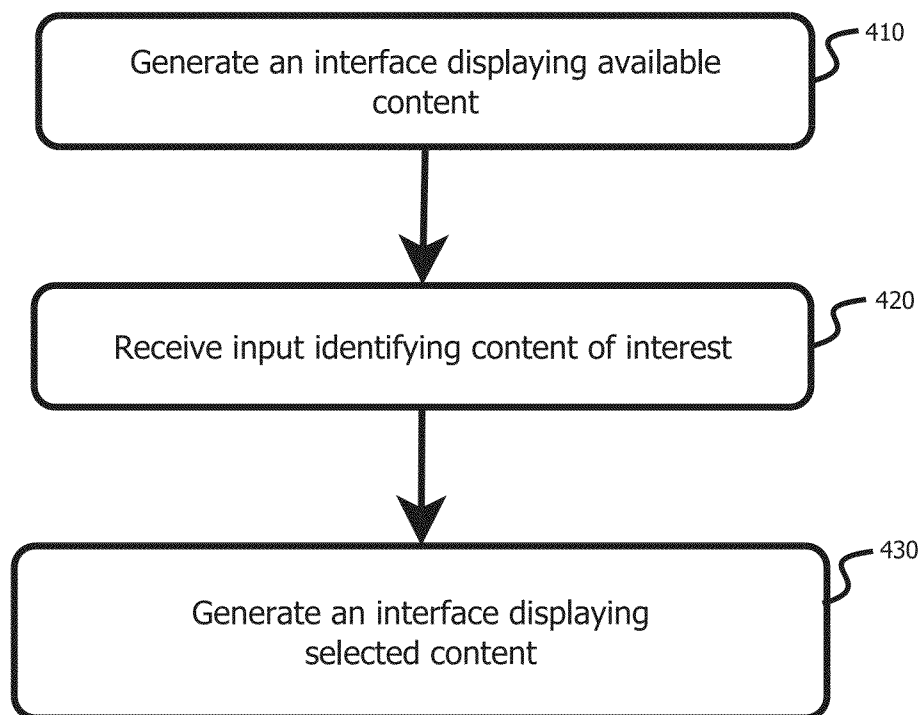 410
Generate an interface displaying available
content
420
Receive input identifying content of interest
430
Generate an interface displaying
selected content